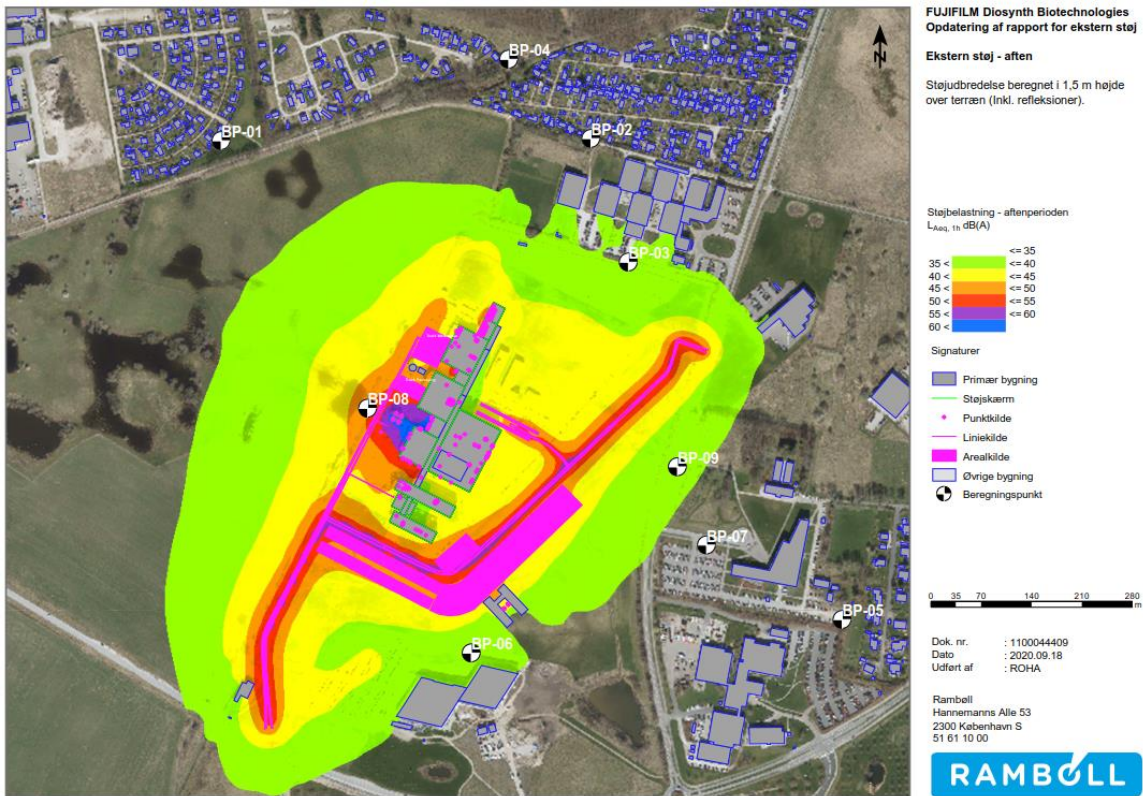 FUJIFILM Diosynth Biotechnologies
Opdatering af rapport for ekstern støj
Ekstern støj - aften
Støjudbredelse beregnet i 1,5 m højde
over terræn (Inkl. refleksioner).
N
BP-04
BP-01
BP-02
BP-03
BP-08
BP-09
BP-07
BP-05
BP-06
Støjbelastning - aftenperioden
LAeq, 1h dB(A)
<= 35
35 < <= 40
40 < <= 45
45 < <= 50
50 < <= 55
55 < <= 60
60 <
Signaturer
Primær bygning
Støjskærm
Punktkilde
Liniekilde
Arealkilde
Øvrige bygning
Beregningspunkt
0 35 70 140 210 280
m
Dok. nr. : 1100044409
Dato : 2020.09.18
Udført af : ROHA
Rambøll
Hannemanns Alle 53
2300 København S
51 61 10 00
RAMBOLL